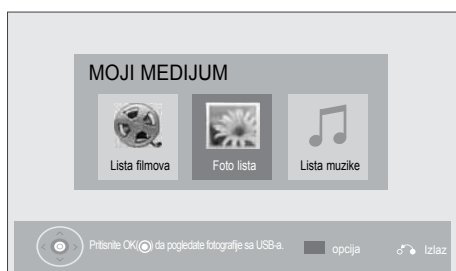 MOJI MEDIJUM
Lista filmova
Foto lista
Lista muzike
Pritisnite OK(◉) da pogledate fotografije sa USB-a.
opcija
Izlaz